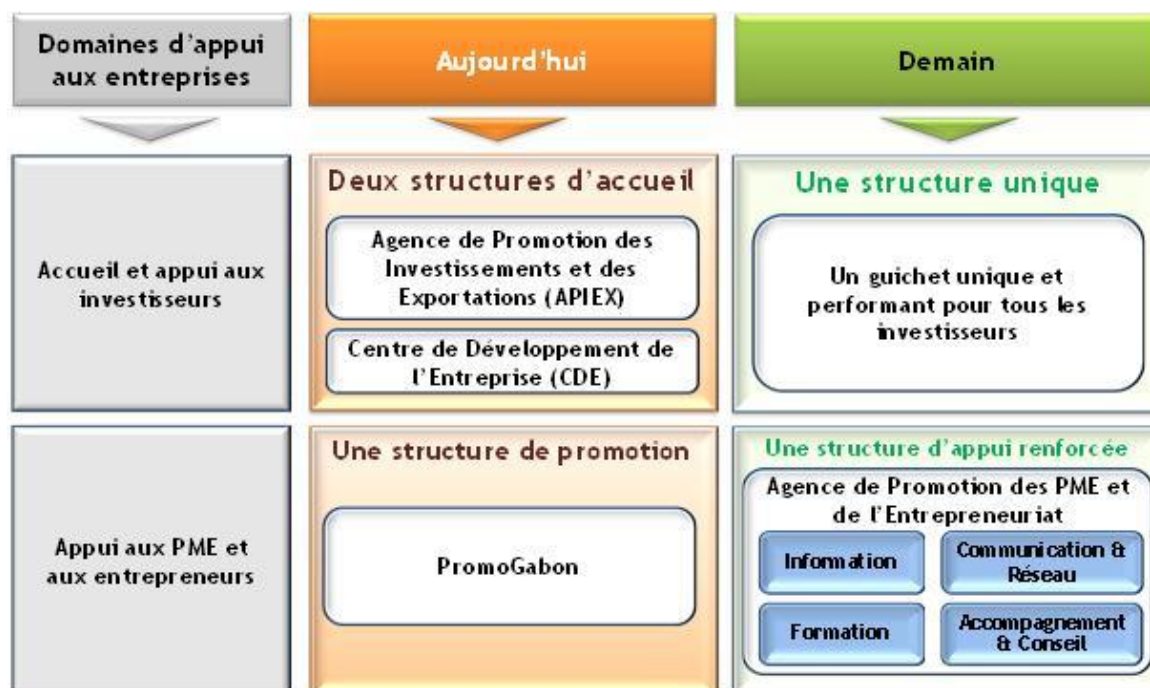 Domaines d'appui
aux entreprises
Aujourd'hui
Demain
Accueil et appui aux
investisseurs
Deux structures d'accueil
Agence de Promotion des
Investissements et des
Exportations (APIEX)
Centre de Développement de
l'Entreprise (CDE)
Une structure unique
Un guichet unique et
performant pour tous les
investisseurs
Appui aux PME et
aux entrepreneurs
Une structure de promotion
PromoGabon
Une structure d'appui renforcée
Agence de Promotion des PME et
de l'Entrepreneuriat
Information
Communication &
Réseau
Formation
Accompagnement
& Conseil